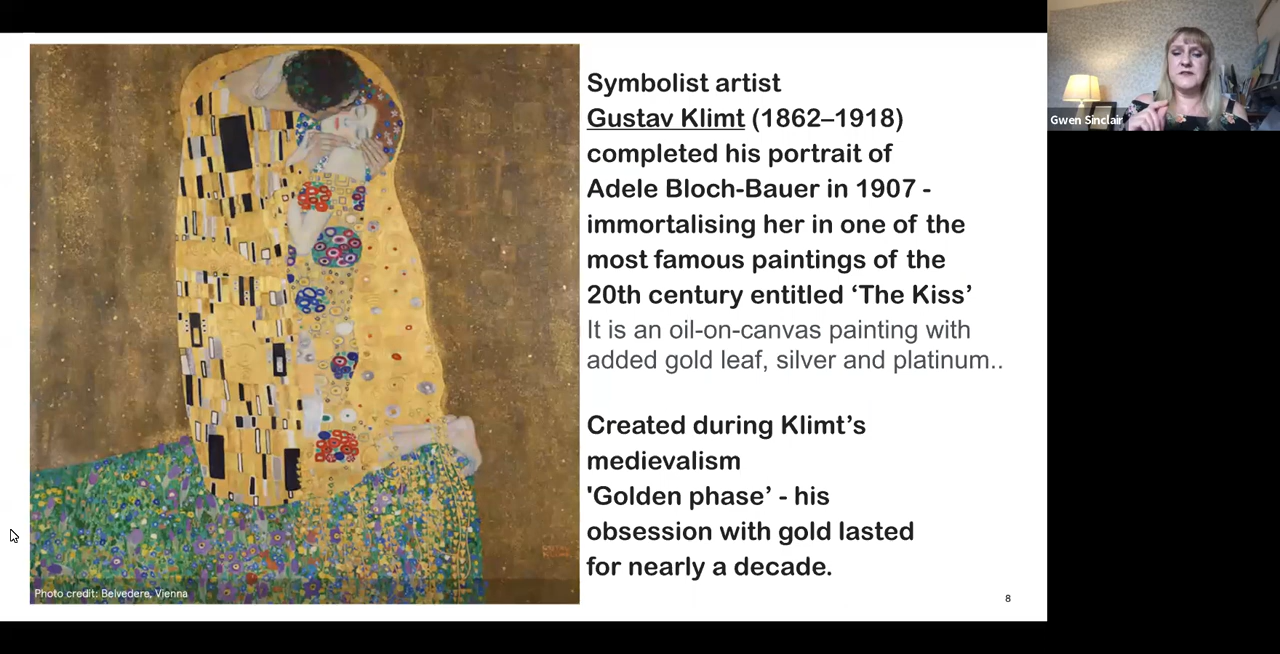 Symbolist artist
Gustav Klimt (1862–1918)
completed his portrait of
Adele Bloch-Bauer in 1907 -
immortalising her in one of the
most famous paintings of the
20th century entitled ‘The Kiss’
It is an oil-on-canvas painting with
added gold leaf, silver and platinum..
Created during Klimt’s
medievalism
'Golden phase’ - his
obsession with gold lasted
for nearly a decade.
Photo credit: Belvedere, Vienna
8
Gwen Sinclair